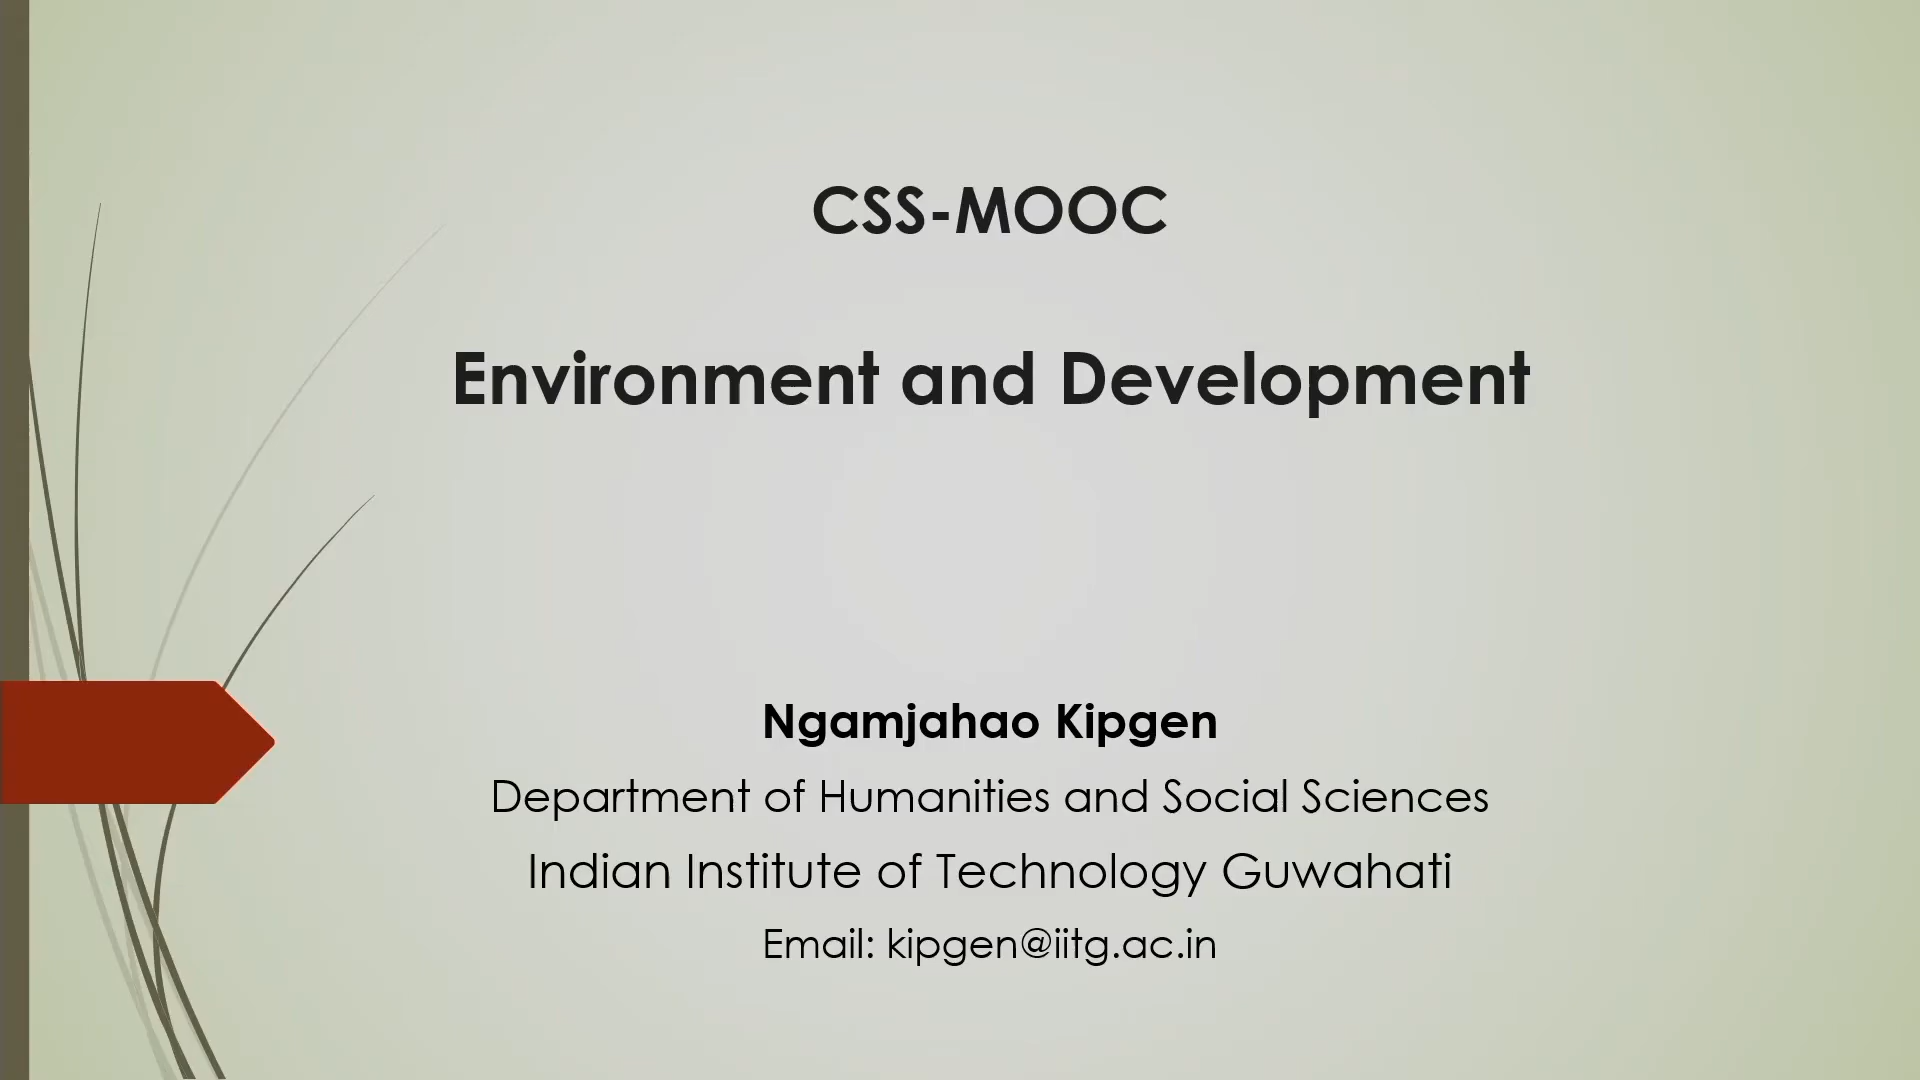 CSS-MOOC
Environment and Development
Ngamjahao Kipgen
Department of Humanities and Social Sciences
Indian Institute of Technology Guwahati
Email: kipgen@iitg.ac.in